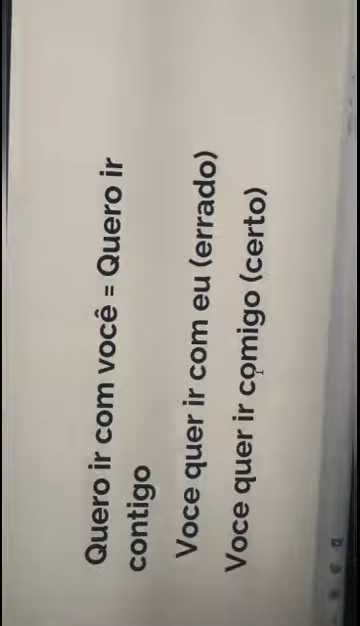 Quero ir com você = Quero ir
contigo
Voce quer ir com eu (errado)
Voce quer ir comigo (certo)